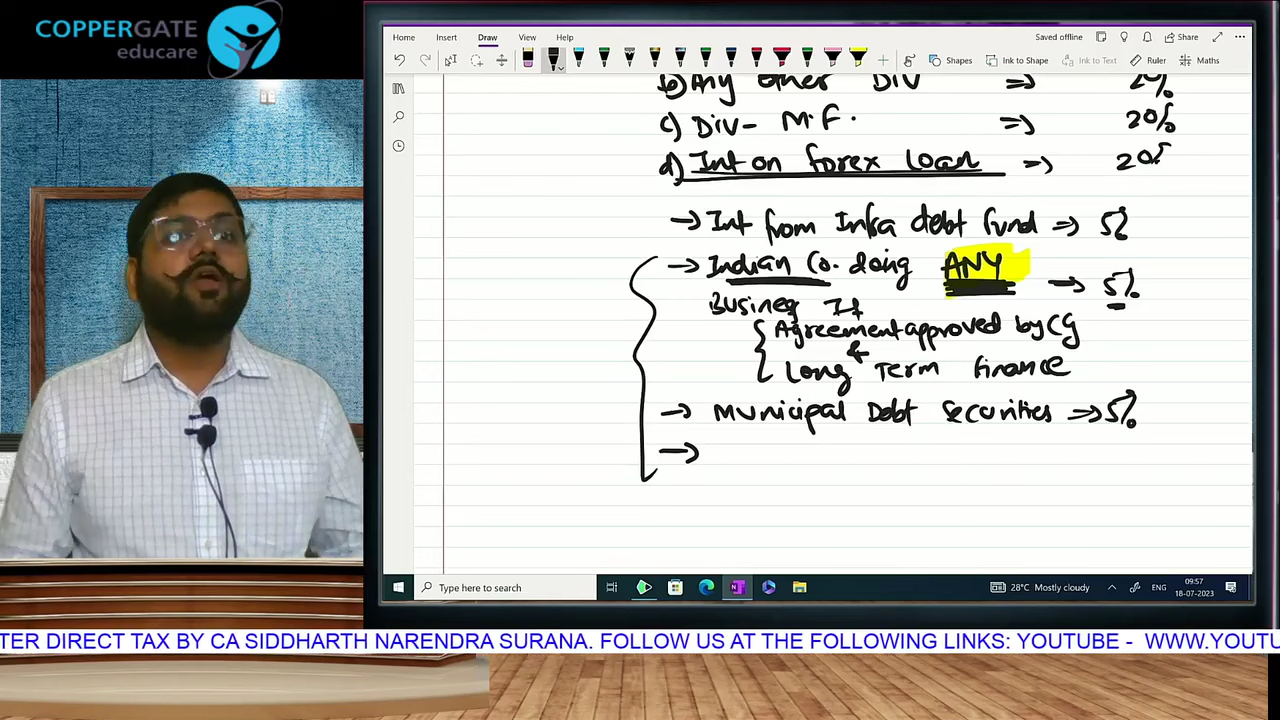 COPPERGATE
educare
Home Insert Draw View Help
Saved offline
Share
Shapes
Ink to Shape
Ink to Text
Ruler
Maths
b) Any other DIV => 20%
c) Div- M.F. => 20%
d) Int on forex loan => 20%
→ Int from Infra debt fund => 5%
→ Indian Co. doing ANY → 5%
Business If
Agreement approved by CG
&
Long Term finance
→ Municipal Debt Securities => 5%
→
Type here to search
28°C Mostly cloudy
ENG
09:57
18-07-2023
TER DIRECT TAX BY CA SIDDHARTH NARENDRA SURANA. FOLLOW US AT THE FOLLOWING LINKS: YOUTUBE - WWW.YOUTU